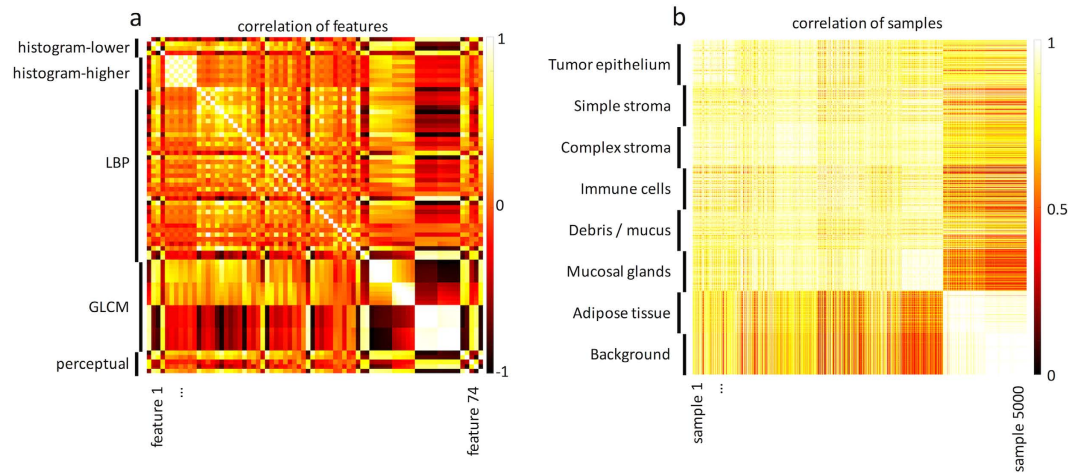 a
correlation of features
histogram-lower
histogram-higher
LBP
GLCM
perceptual
1
0
-1
feature 1
...
feature 74
b
correlation of samples
Tumor epithelium
Simple stroma
Complex stroma
Immune cells
Debris / mucus
Mucosal glands
Adipose tissue
Background
1
0.5
0
sample 1
...
sample 5000